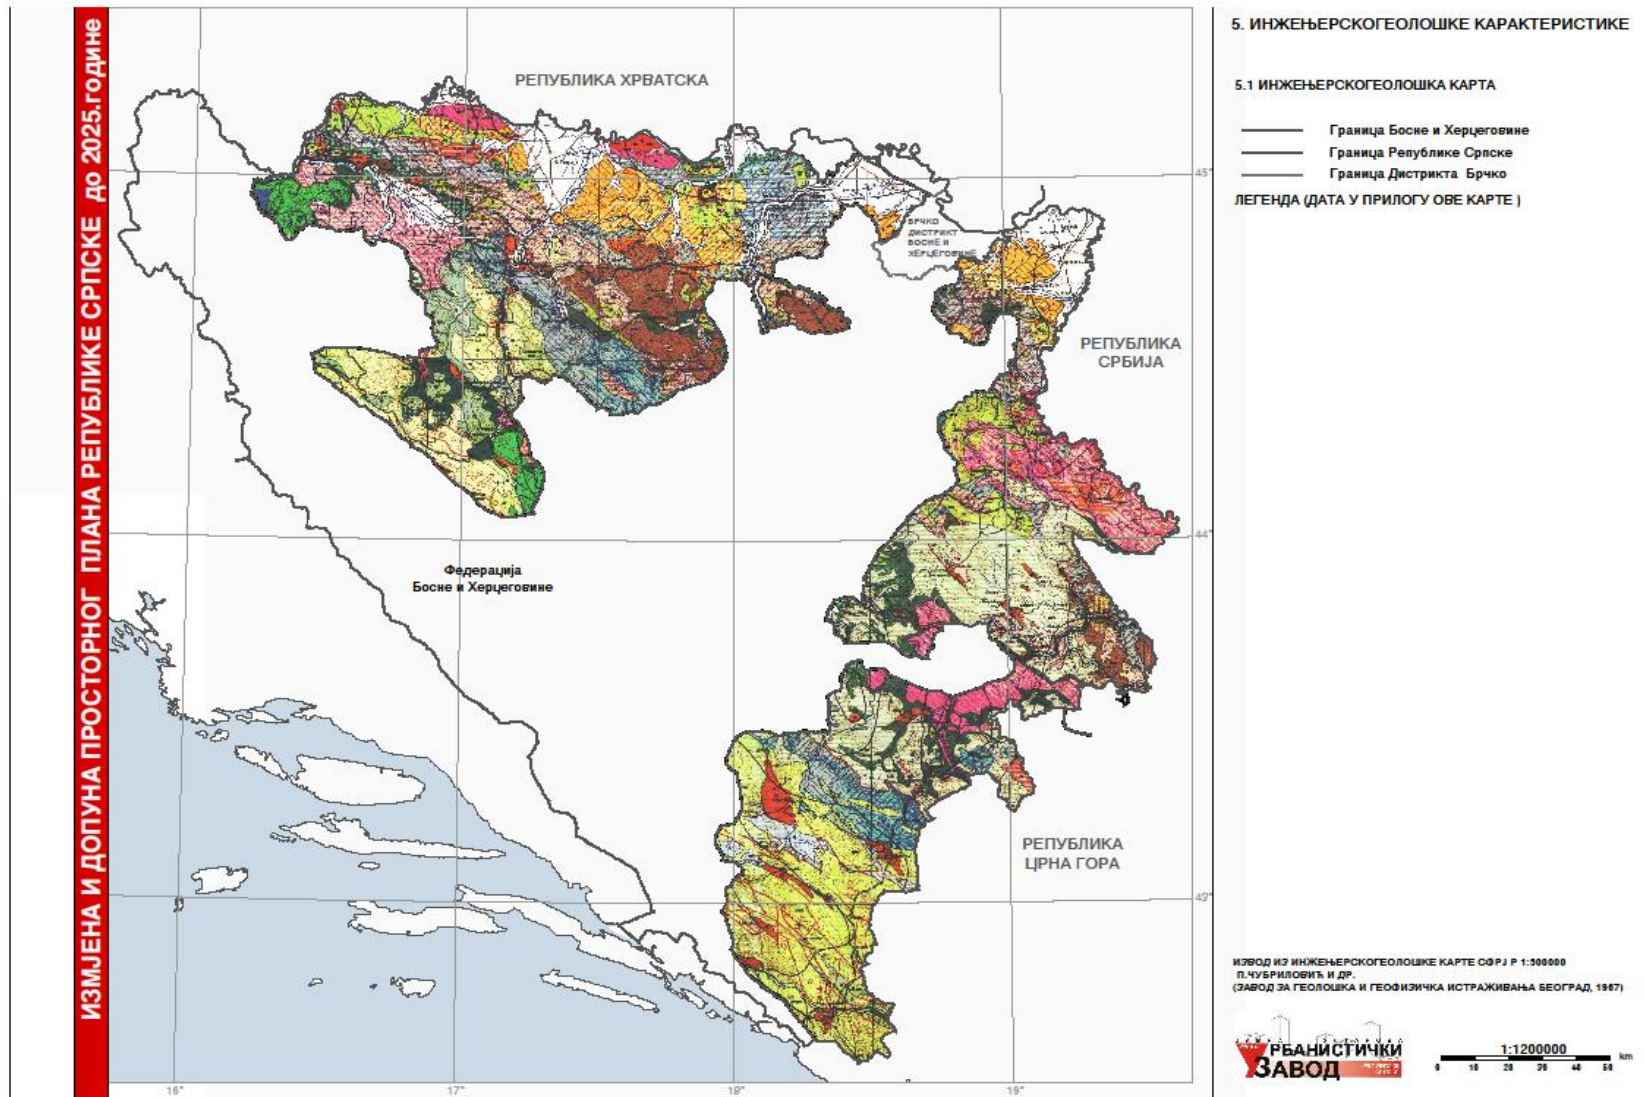 ИЗМЈЕНА И ДОПУНА ПРОСТОРНОГ ПЛАНА РЕПУБЛИКЕ СРПСКЕ до 2025.године
РЕПУБЛИКА ХРВАТСКА
БРЧКО
ДИСТРИКТ
БОСНЕ И
ХЕРЦЕГОВИНЕ
РЕПУБЛИКА
СРБИЈА
Федерација
Босне и Херцеговине
РЕПУБЛИКА
ЦРНА ГОРА
45°
44°
43°
16°
17°
18°
19°
5. ИНЖЕЊЕРСКОГЕОЛОШКЕ КАРАКТЕРИСТИКЕ
5.1 ИНЖЕЊЕРСКОГЕОЛОШКА КАРТА
Граница Босне и Херцеговине
Граница Републике Српске
Граница Дистрикта Брчко
ЛЕГЕНДА (ДАТА У ПРИЛОГУ ОВЕ КАРТЕ )
ИЗВОД ИЗ ИНЖЕЊЕРСКОГЕОЛОШКЕ КАРТЕ СФРЈ Р 1:500000
П.ЧУБРИЛОВИЋ И ДР.
(ЗАВОД ЗА ГЕОЛОШКА И ГЕОФИЗИЧКА ИСТРАЖИВАЊА БЕОГРАД, 1967)
УРБАНИСТИЧКИ
ЗАВОД
1:1200000
0 10 20 30 40 50 km